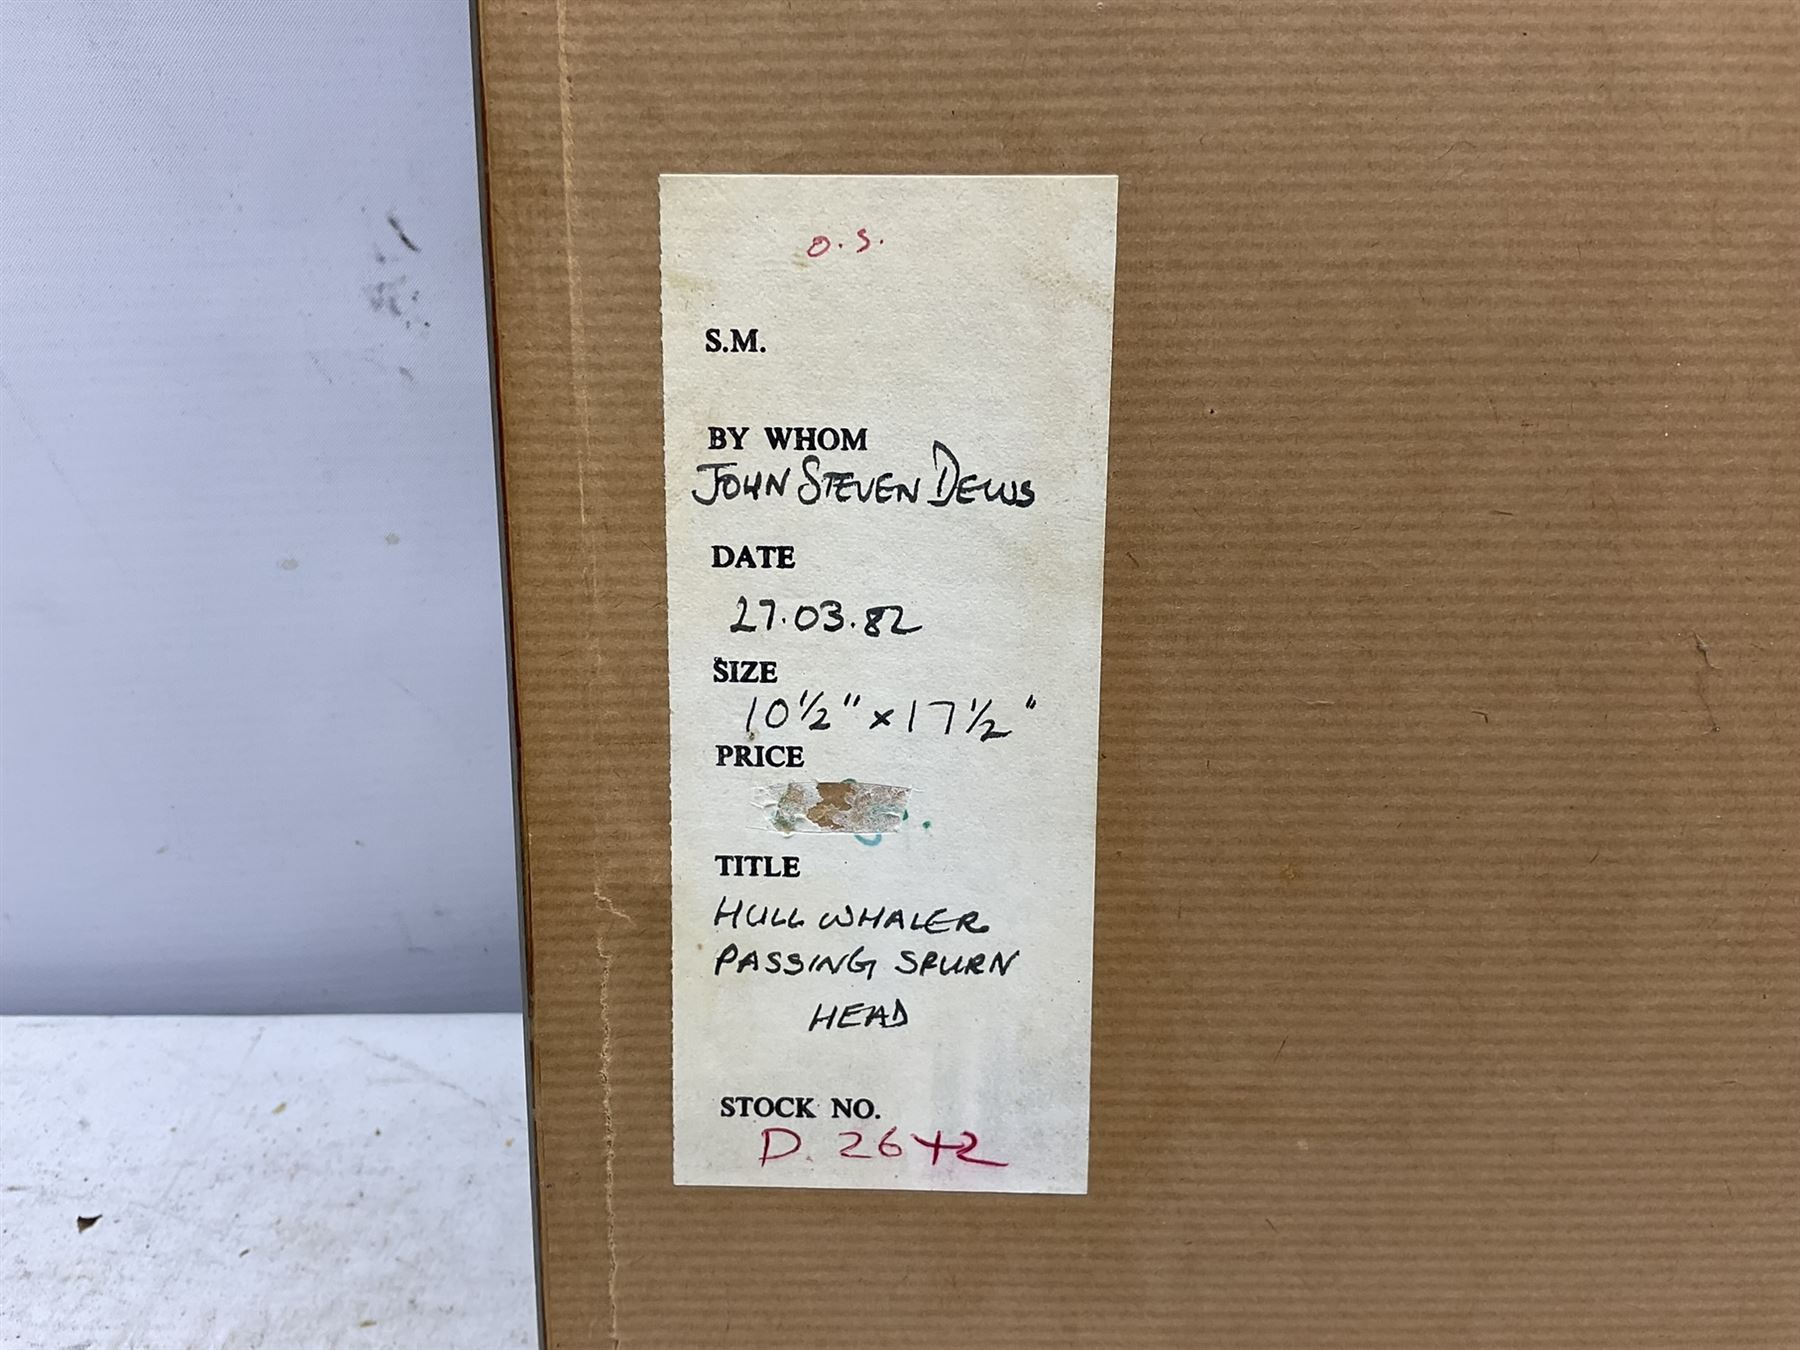 O.S.
S.M.
BY WHOM
JOHN STEVEN DEWS
DATE
27.03.82
SIZE
10½" x 17½"
PRICE
TITLE
HULL WHALER
PASSING SPURN
HEAD
STOCK NO.
D. 2642